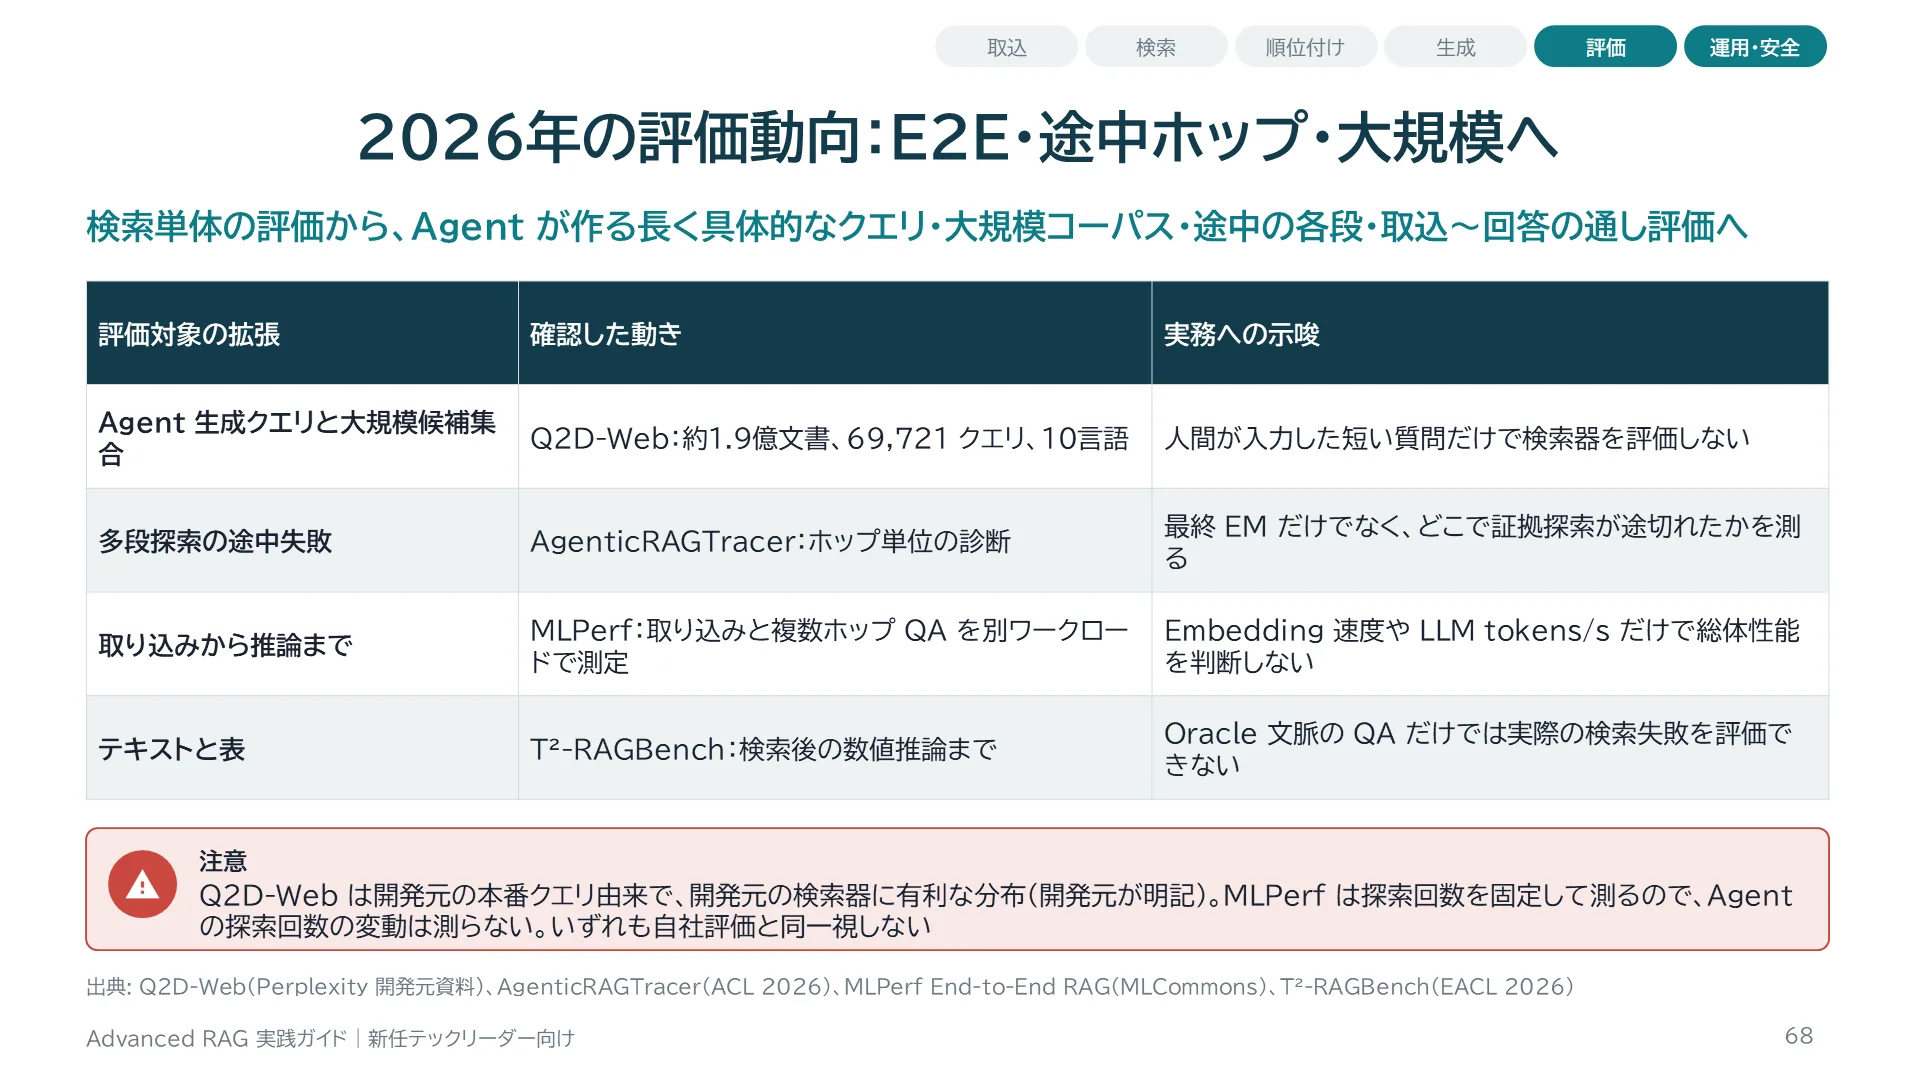 取込
検索
順位付け
生成
評価
運用・安全
2026年の評価動向：E2E・途中ホップ・大規模へ
検索単体の評価から、Agent が作る長く具体的なクエリ・大規模コーパス・途中の各段・取込～回答の通し評価へ
評価対象の拡張
確認した動き
実務への示唆
Agent 生成クエリと大規模候補集
合
Q2D-Web：約1.9億文書、69,721 クエリ、10言語
人間が入力した短い質問だけで検索器を評価しない
多段探索の途中失敗
AgenticRAGTracer：ホップ単位の診断
最終 EM だけでなく、どこで証拠探索が途切れたかを測
る
取り込みから推論まで
MLPerf：取り込みと複数ホップ QA を別ワークロー
ドで測定
Embedding 速度や LLM tokens/s だけで総体性能
を判断しない
テキストと表
T²-RAGBench：検索後の数値推論まで
Oracle 文脈の QA だけでは実際の検索失敗を評価で
きない
注意
Q2D-Web は開発元の本番クエリ由来で、開発元の検索器に有利な分布（開発元が明記）。MLPerf は探索回数を固定して測るので、Agent
の探索回数の変動は測らない。いずれも自社評価と同一視しない
出典: Q2D-Web（Perplexity 開発元資料）、AgenticRAGTracer（ACL 2026）、MLPerf End-to-End RAG（MLCommons）、T²-RAGBench（EACL 2026）
Advanced RAG 実践ガイド｜新任テックリーダー向け
68